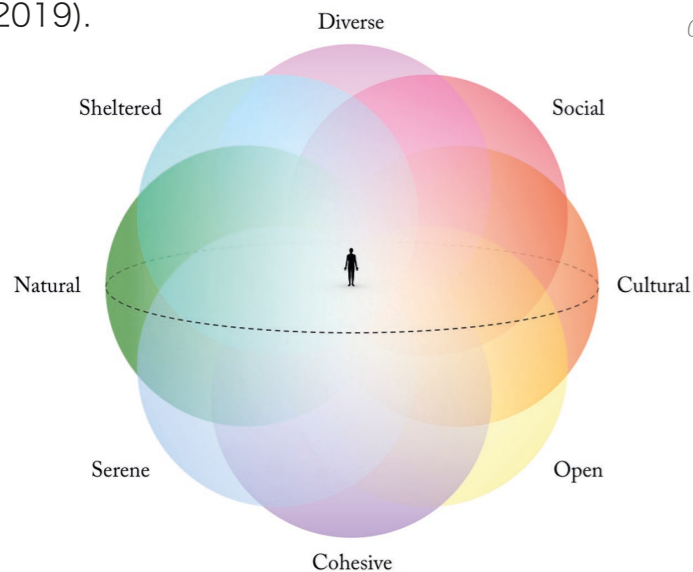 2019).
Diverse
Sheltered
Social
Natural
Cultural
Serene
Open
Cohesive